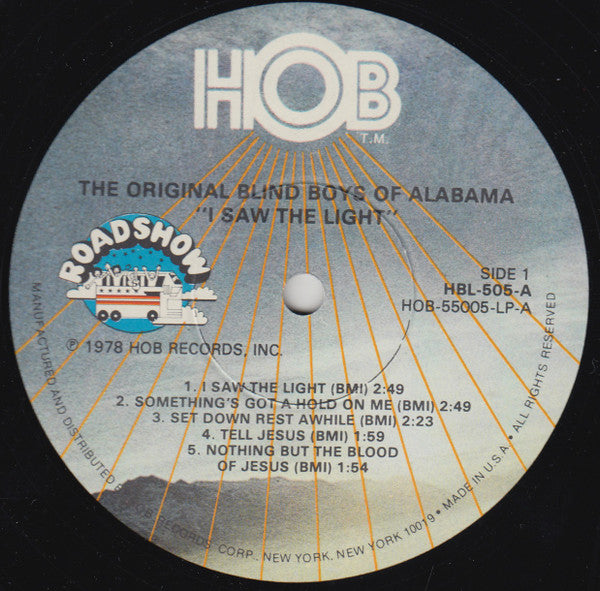 HOB
T.M.
THE ORIGINAL BLIND BOYS OF ALABAMA
"I SAW THE LIGHT"
ROADSHOW
SIDE 1
HBL-505-A
HOB-55005-LP-A
℗ 1978 HOB RECORDS, INC.
1. I SAW THE LIGHT (BMI) 2:49
2. SOMETHING'S GOT A HOLD ON ME (BMI) 2:49
3. SET DOWN REST AWHILE (BMI) 2:23
4. TELL JESUS (BMI) 1:59
5. NOTHING BUT THE BLOOD
OF JESUS (BMI) 1:54
MANUFACTURED AND DISTRIBUTED BY HOB RECORDS CORP., NEW YORK, NEW YORK 10019 • MADE IN U.S.A. • ALL RIGHTS RESERVED